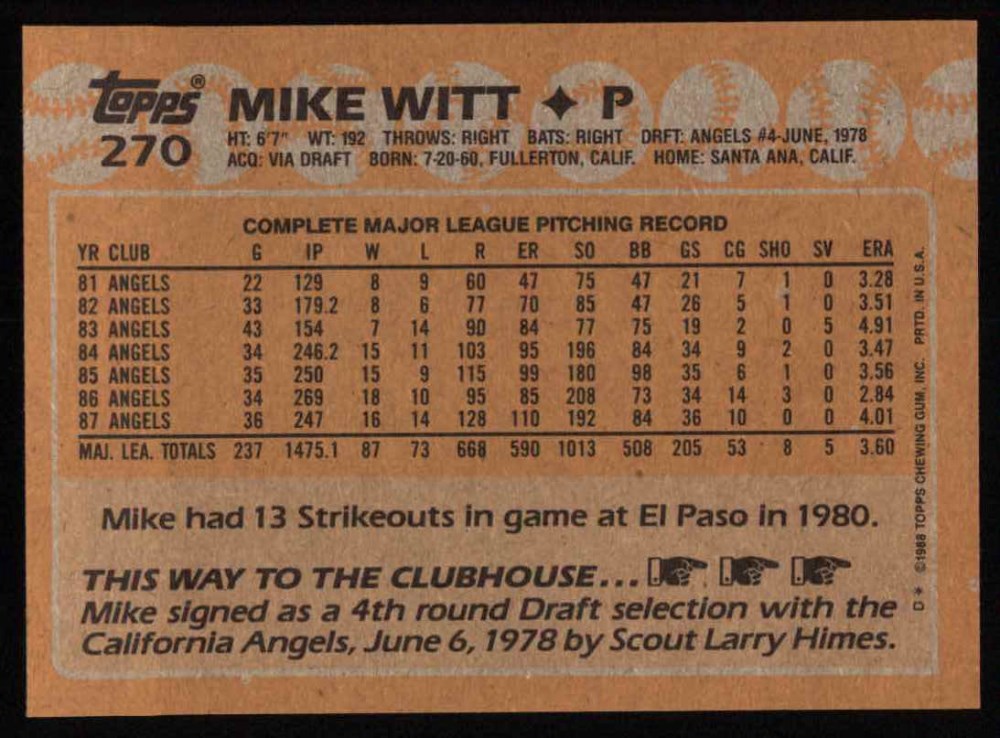 topps® MIKE WITT ✦ P
270 HT: 6'7" WT: 192 THROWS: RIGHT BATS: RIGHT DRFT: ANGELS #4-JUNE, 1978
ACQ: VIA DRAFT BORN: 7-20-60, FULLERTON, CALIF. HOME: SANTA ANA, CALIF.
COMPLETE MAJOR LEAGUE PITCHING RECORD
YR CLUB G IP W L R ER SO BB GS CG SHO SV ERA
81 ANGELS 22 129 8 9 60 47 75 47 21 7 1 0 3.28
82 ANGELS 33 179.2 8 6 77 70 85 47 26 5 1 0 3.51
83 ANGELS 43 154 7 14 90 84 77 75 19 2 0 5 4.91
84 ANGELS 34 246.2 15 11 103 95 196 84 34 9 2 0 3.47
85 ANGELS 35 250 15 9 115 99 180 98 35 6 1 0 3.56
86 ANGELS 34 269 18 10 95 85 208 73 34 14 3 0 2.84
87 ANGELS 36 247 16 14 128 110 192 84 36 10 0 0 4.01
MAJ. LEA. TOTALS 237 1475.1 87 73 668 590 1013 508 205 53 8 5 3.60
Mike had 13 Strikeouts in game at El Paso in 1980.
THIS WAY TO THE CLUBHOUSE...
Mike signed as a 4th round Draft selection with the
California Angels, June 6, 1978 by Scout Larry Himes.
D* ©1988 TOPPS CHEWING GUM, INC. PRTD. IN U.S.A.